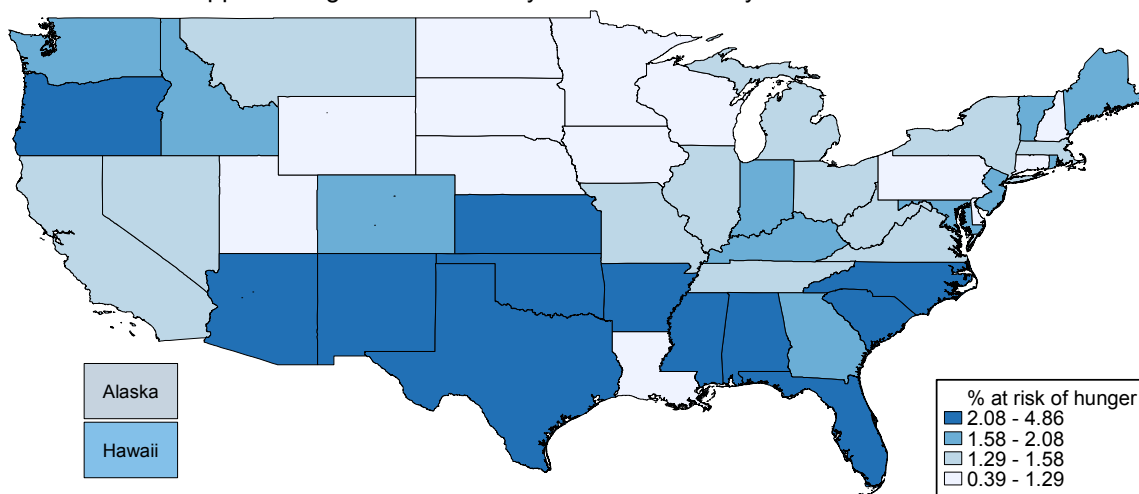 Alaska
Hawaii
% at risk of hunger
2.08 - 4.86
1.58 - 2.08
1.29 - 1.58
0.39 - 1.29